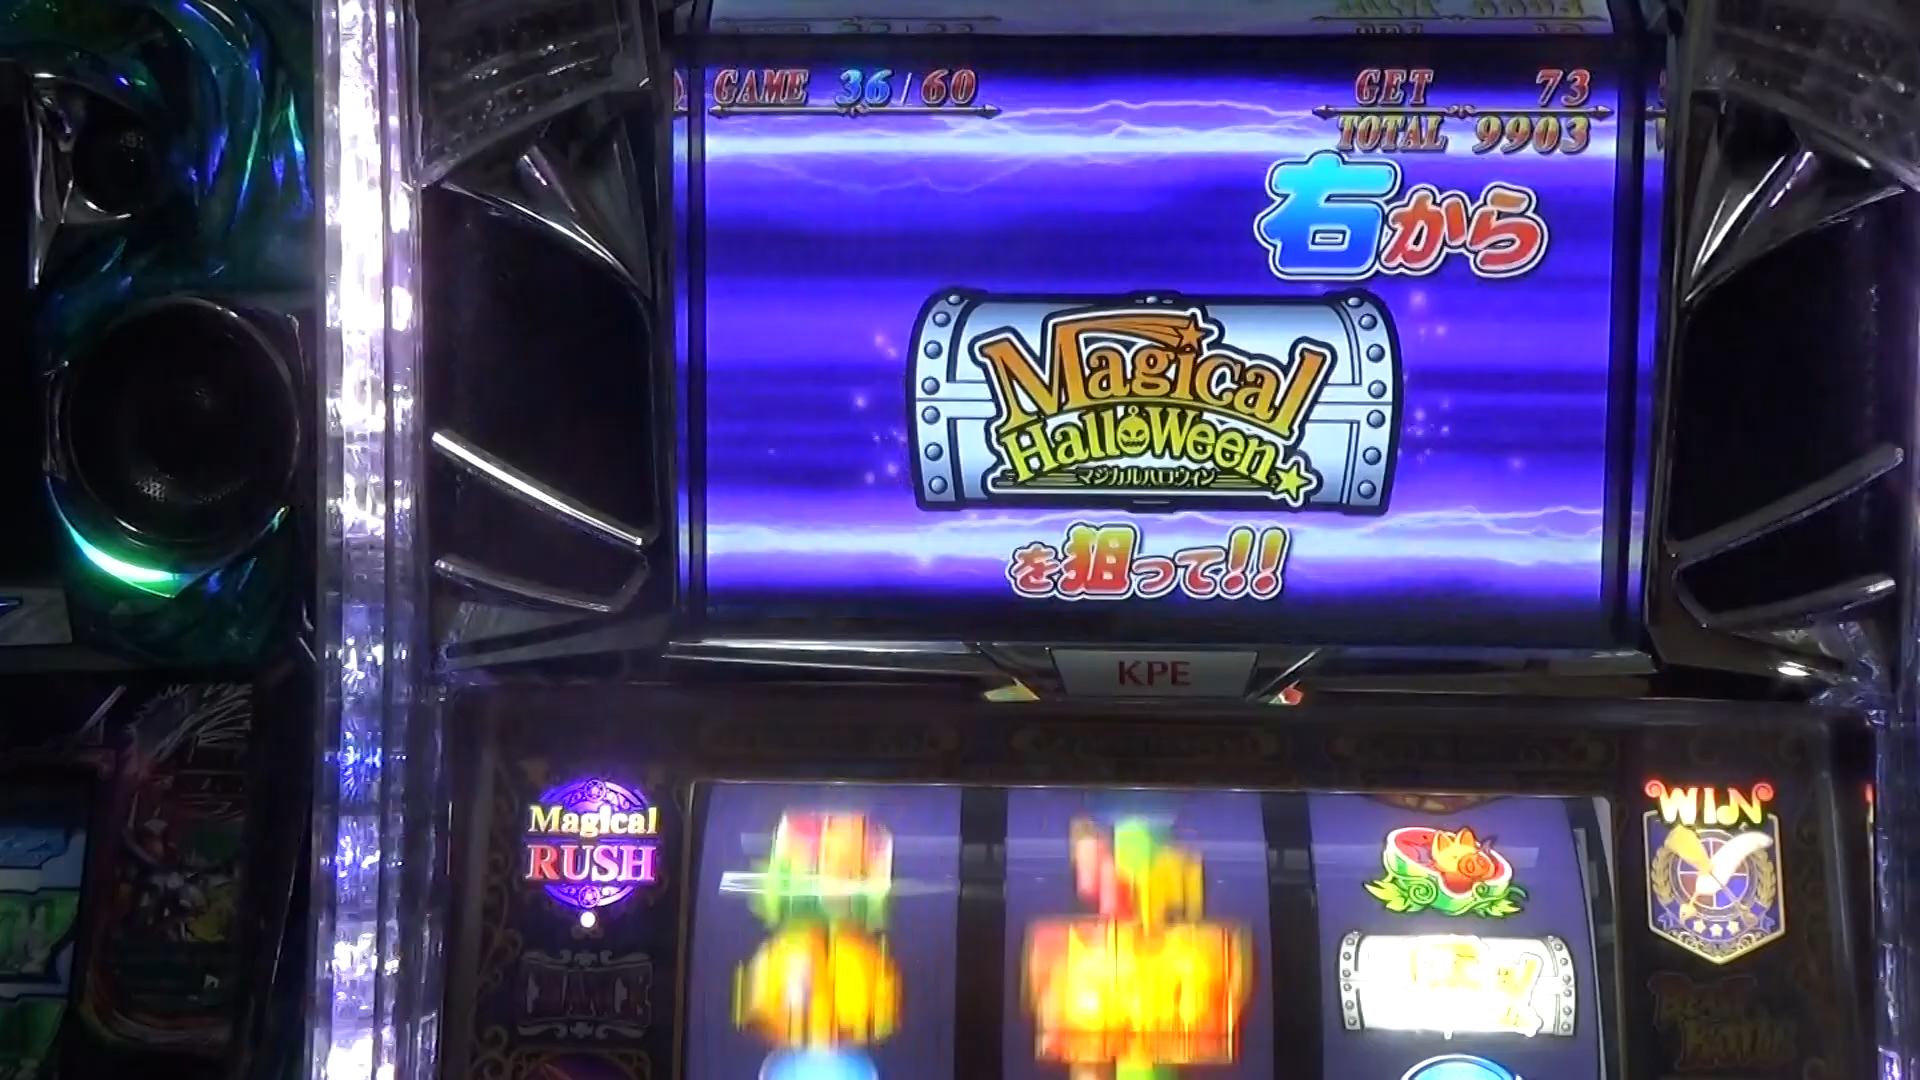 GAME 36/60
GET 73
TOTAL 9903
右から
Magical
Halloween
マジカルハロウィン
を狙って!!
KPE
Magical
RUSH
WIN
CHANCE